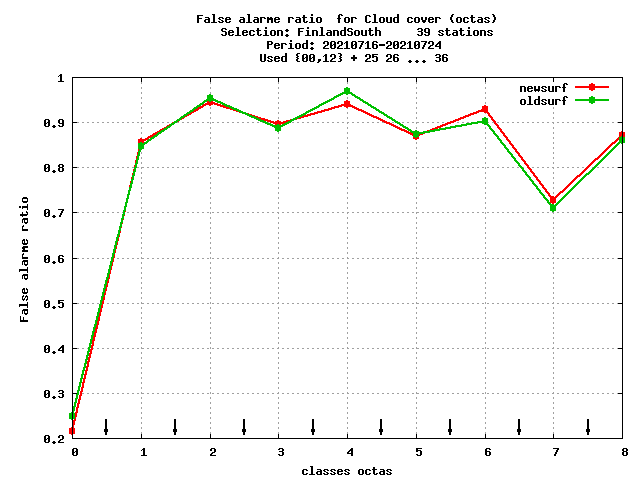 False alarme ratio  for Cloud cover (octas)
Selection: FinlandSouth     39 stations
Period: 20210716-20210724
Used {00,12} + 25 26 ... 36
newsurf
oldsurf
1
0.9
0.8
0.7
0.6
0.5
0.4
0.3
0.2
False alarme ratio
0 1 2 3 4 5 6 7 8
classes octas